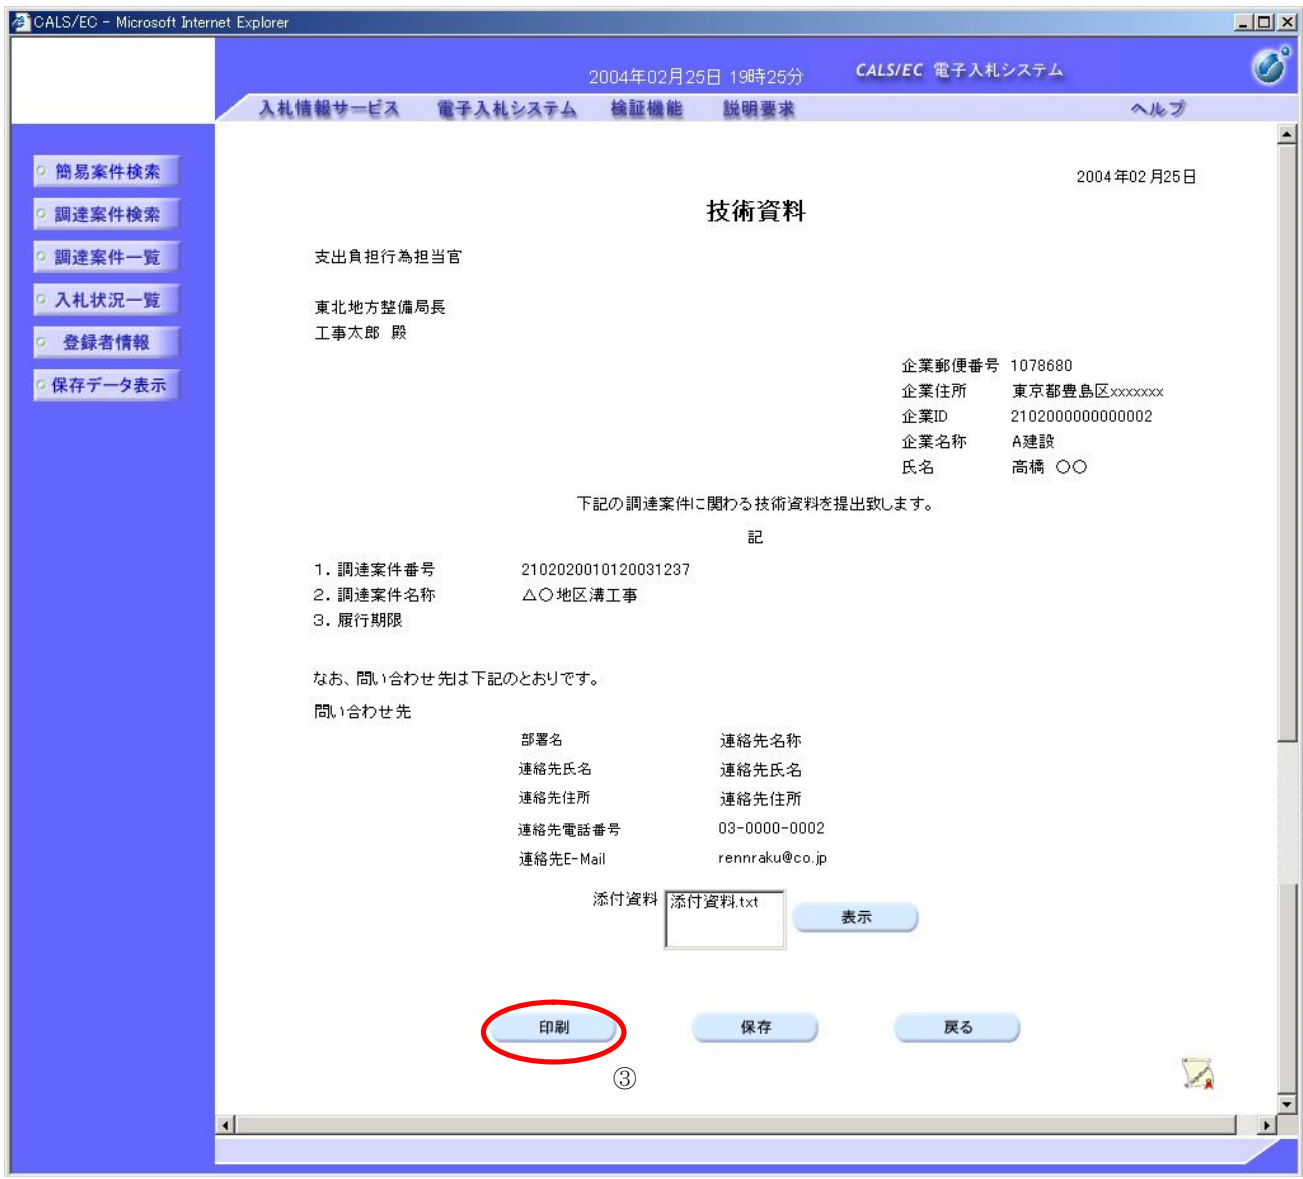 CALS/EC - Microsoft Internet Explorer
2004年02月25日 19時25分
CALS/EC 電子入札システム
入札情報サービス 電子入札システム 検証機能 説明要求 ヘルプ
簡易案件検索
調達案件検索
調達案件一覧
入札状況一覧
登録者情報
保存データ表示
2004年02月25日
技術資料
支出負担行為担当官
東北地方整備局長
工事太郎 殿
企業郵便番号 1078680
企業住所 東京都豊島区xxxxxxx
企業ID 2102000000000002
企業名称 A建設
氏名 高橋 〇〇
下記の調達案件に関わる技術資料を提出致します。
記
1．調達案件番号 2102020010120031237
2．調達案件名称 △〇地区溝工事
3．履行期限
なお、問い合わせ先は下記のとおりです。
問い合わせ先
部署名 連絡先名称
連絡先氏名 連絡先氏名
連絡先住所 連絡先住所
連絡先電話番号 03-0000-0002
連絡先E-Mail rennraku@co.jp
添付資料 添付資料.txt 表示
印刷 保存 戻る
③